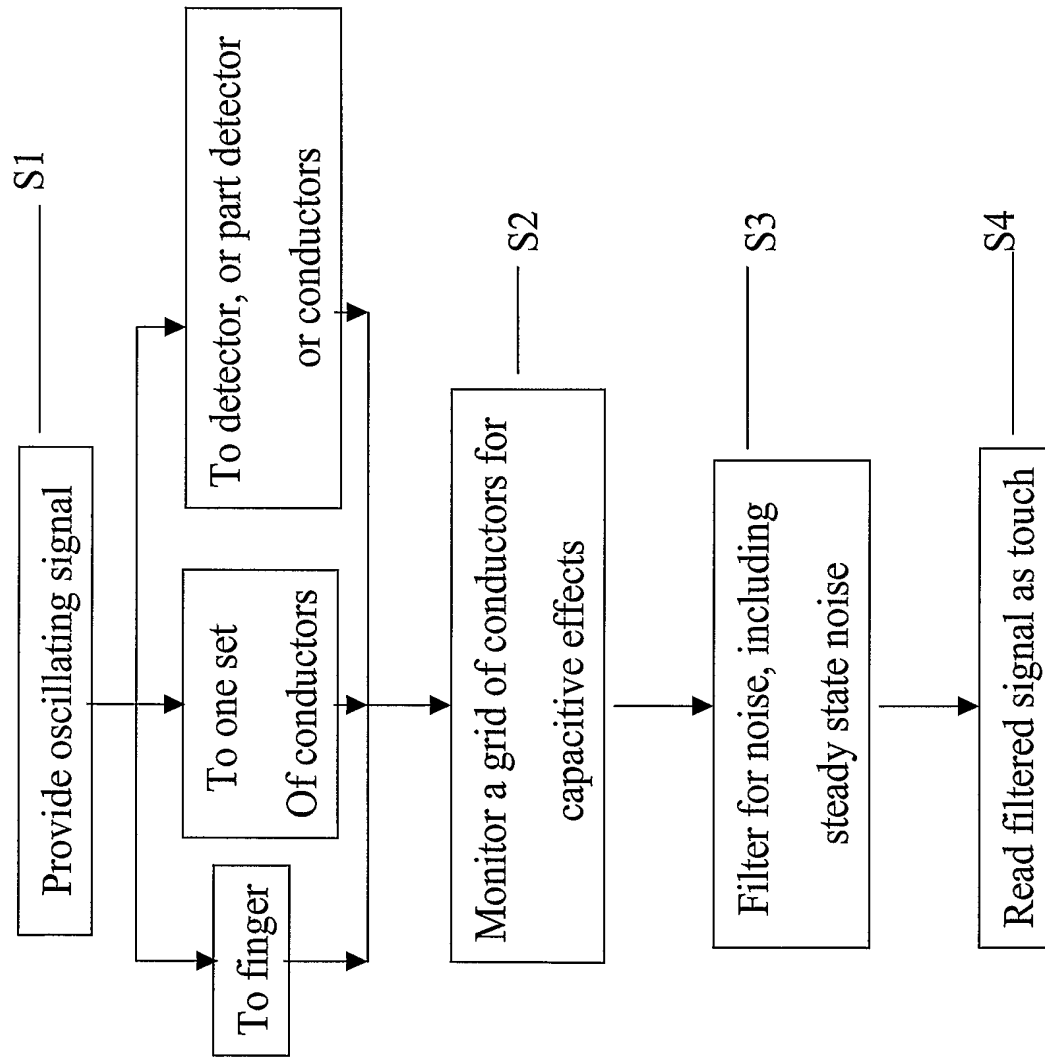 Provide oscillating signal
S1
To finger
To one set
Of conductors
To detector, or part detector
or conductors
Monitor a grid of conductors for
capacitive effects
S2
Filter for noise, including
steady state noise
S3
Read filtered signal as touch
S4